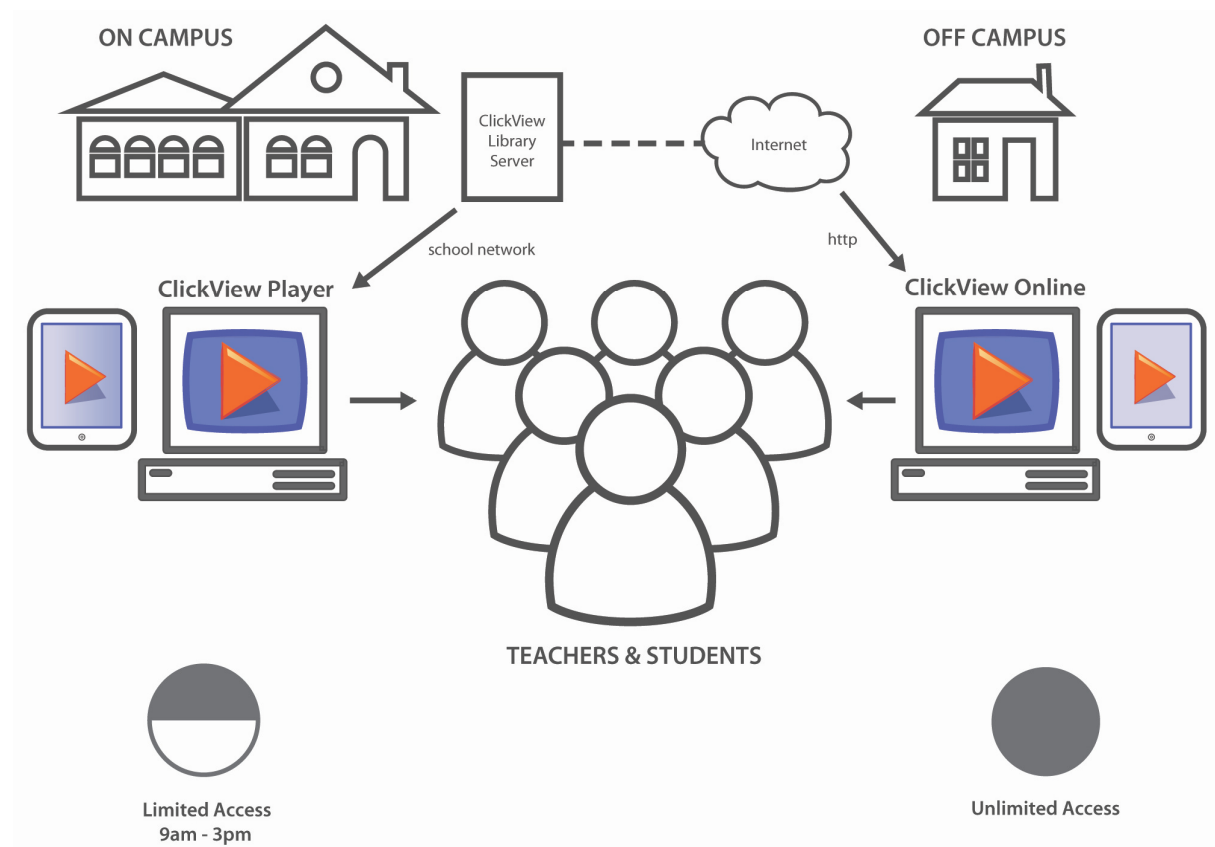 ON CAMPUS
OFF CAMPUS
ClickView
Library
Server
Internet
school network
http
ClickView Player
ClickView Online
TEACHERS & STUDENTS
Limited Access
9am - 3pm
Unlimited Access